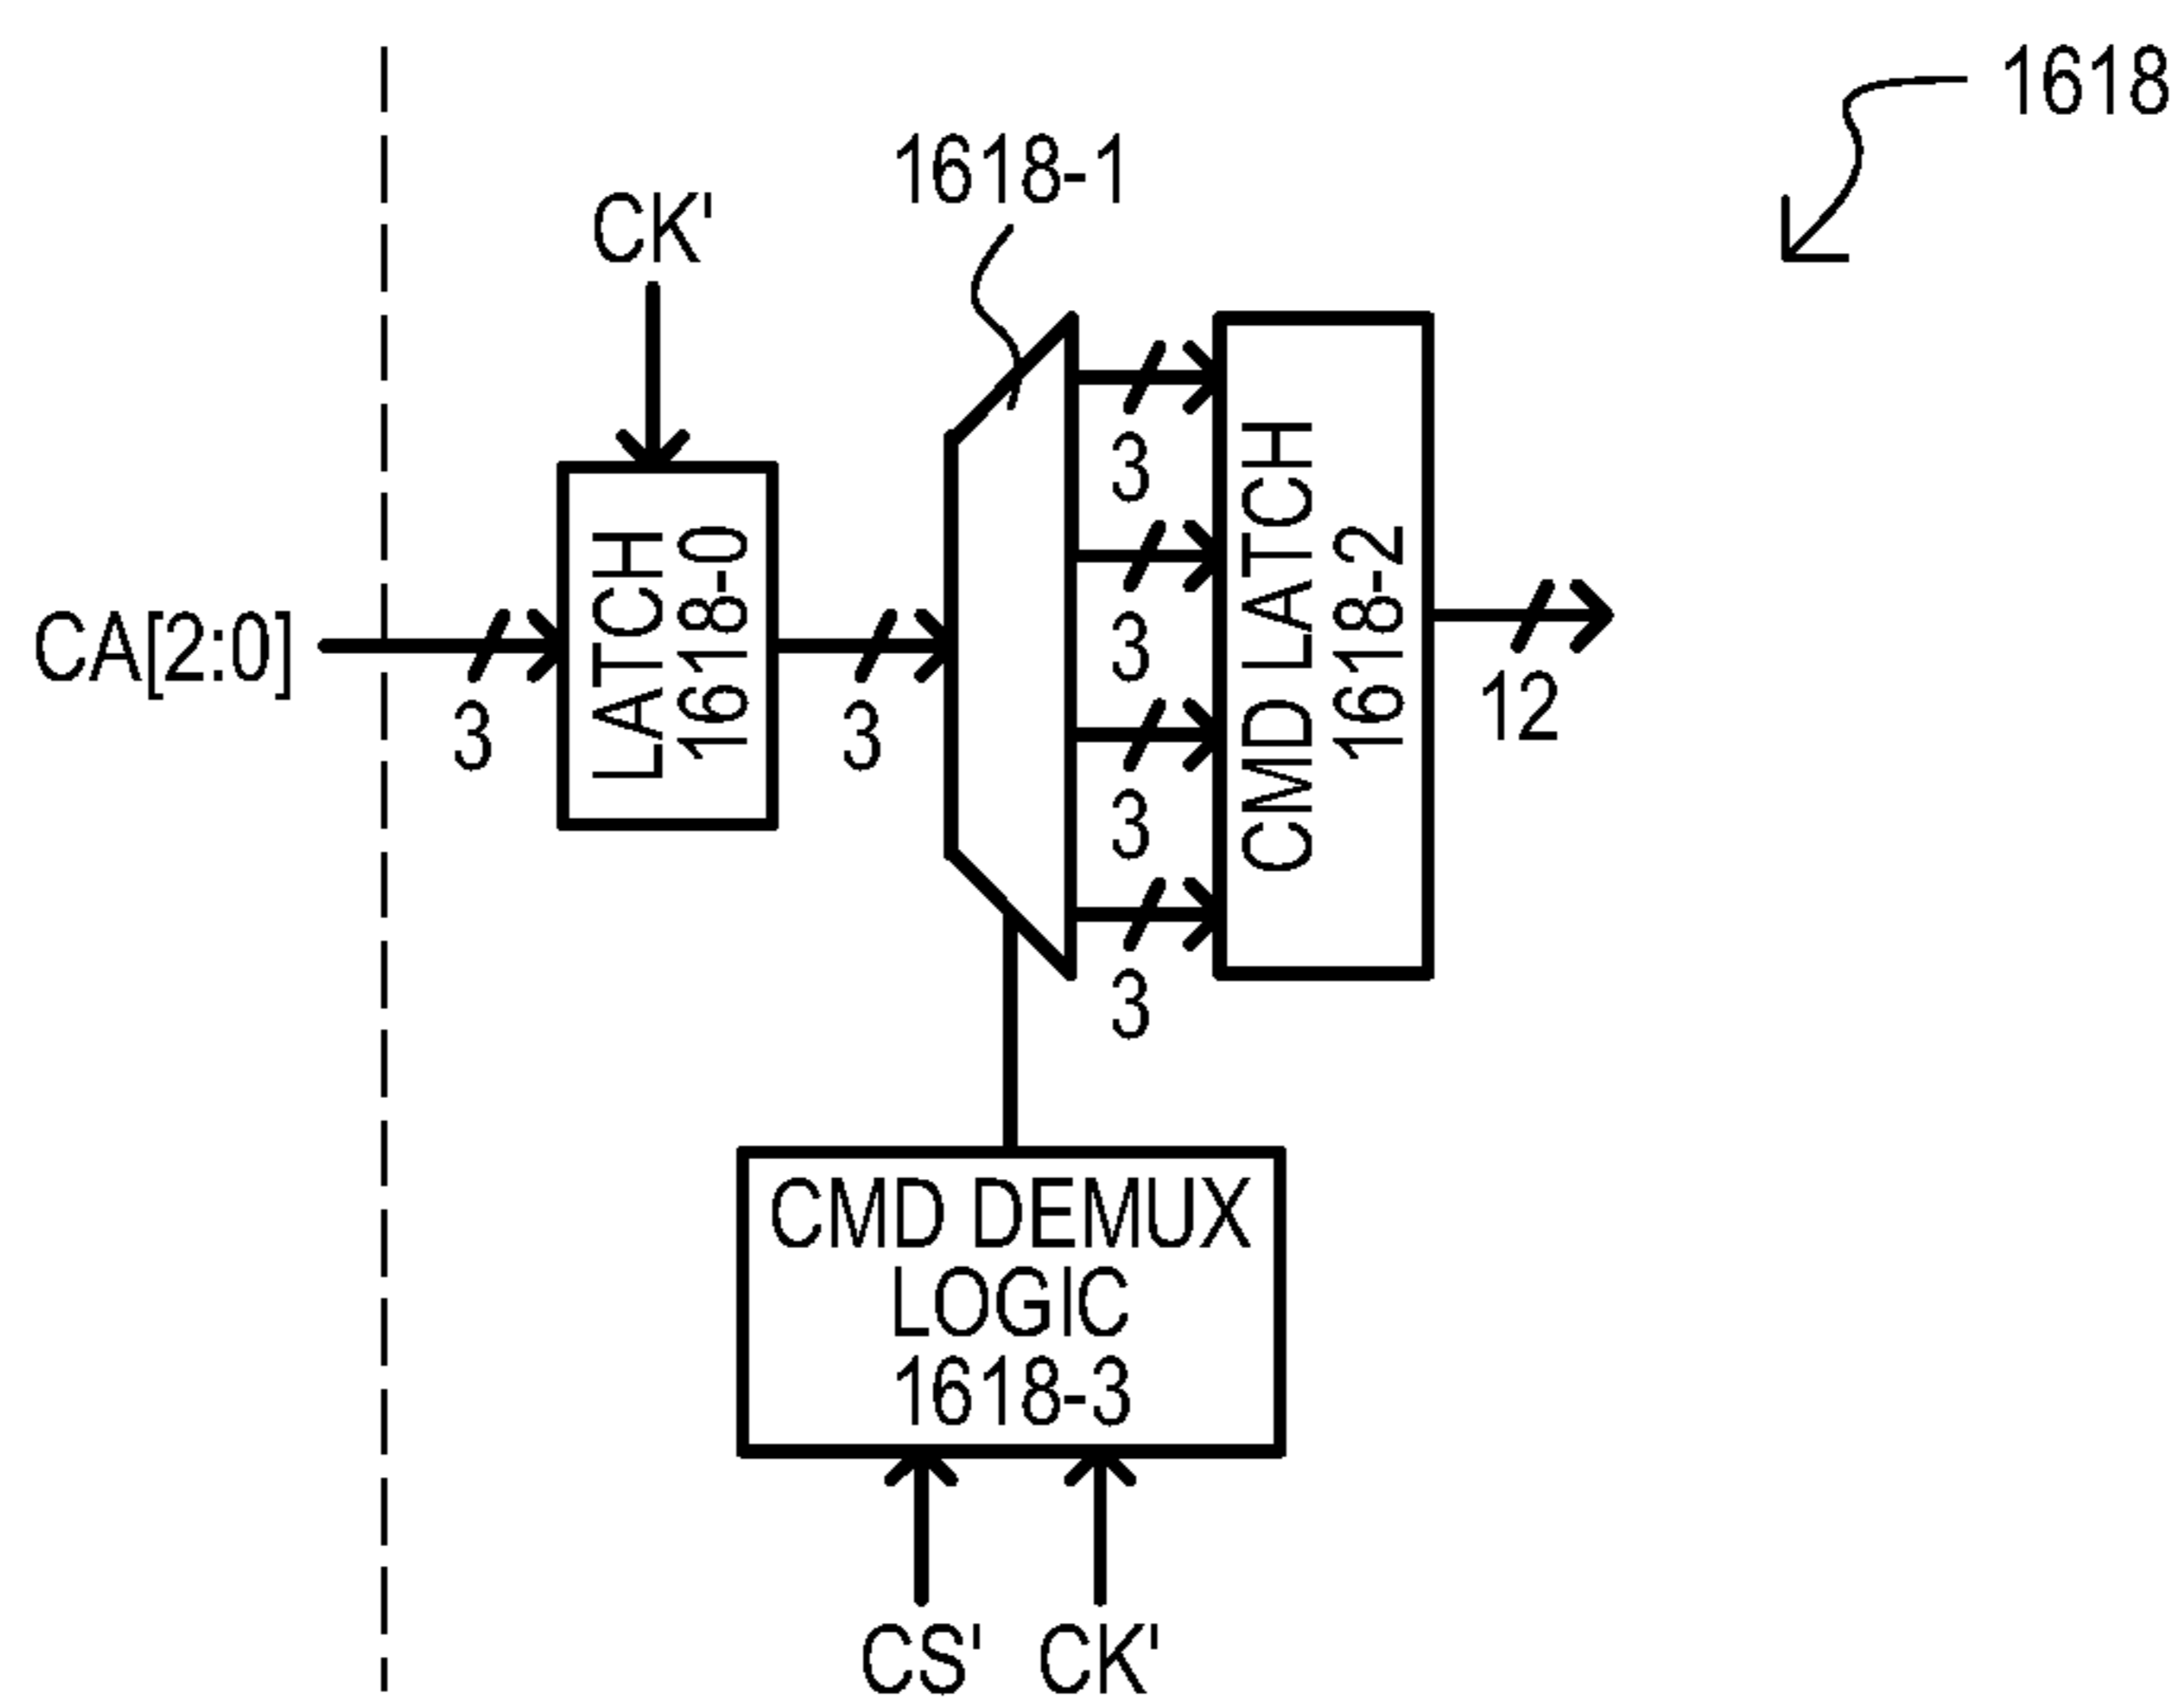 1618
1618-1
CK'
LATCH
1618-0
CA[2:0]
3
3
3
3
3
3
CMD LATCH
1618-2
12
CMD DEMUX
LOGIC
1618-3
CS'
CK'